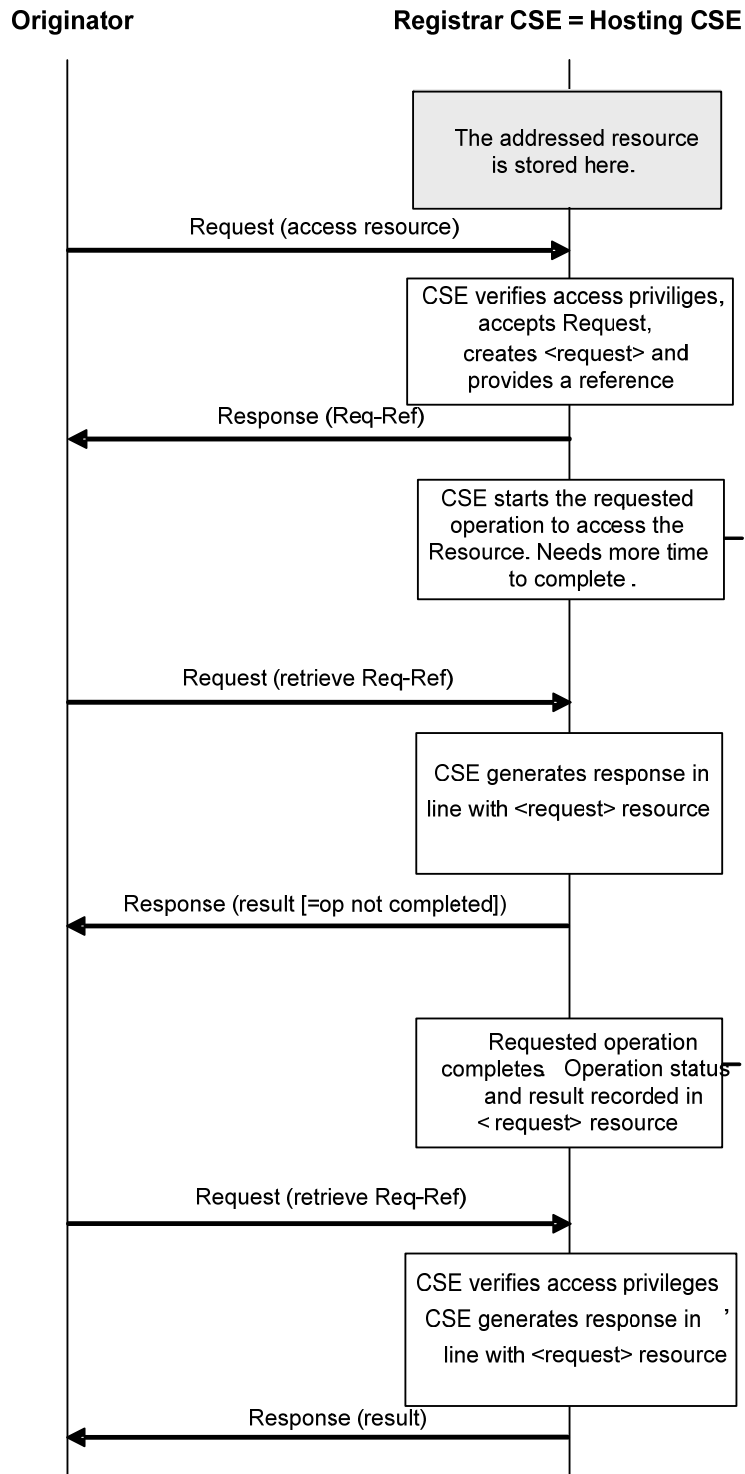 Originator
Registrar CSE = Hosting CSE
The addressed resource
is stored here.
Request (access resource)
CSE verifies access priviliges,
accepts Request,
creates <request> and
provides a reference
Response (Req-Ref)
CSE starts the requested
operation to access the
Resource. Needs more time
to complete .
Request (retrieve Req-Ref)
CSE generates response in
line with <request> resource
Response (result [=op not completed])
Requested operation
completes. Operation status
and result recorded in
< request> resource
Request (retrieve Req-Ref)
CSE verifies access privileges
CSE generates response in ,
line with <request> resource
Response (result)